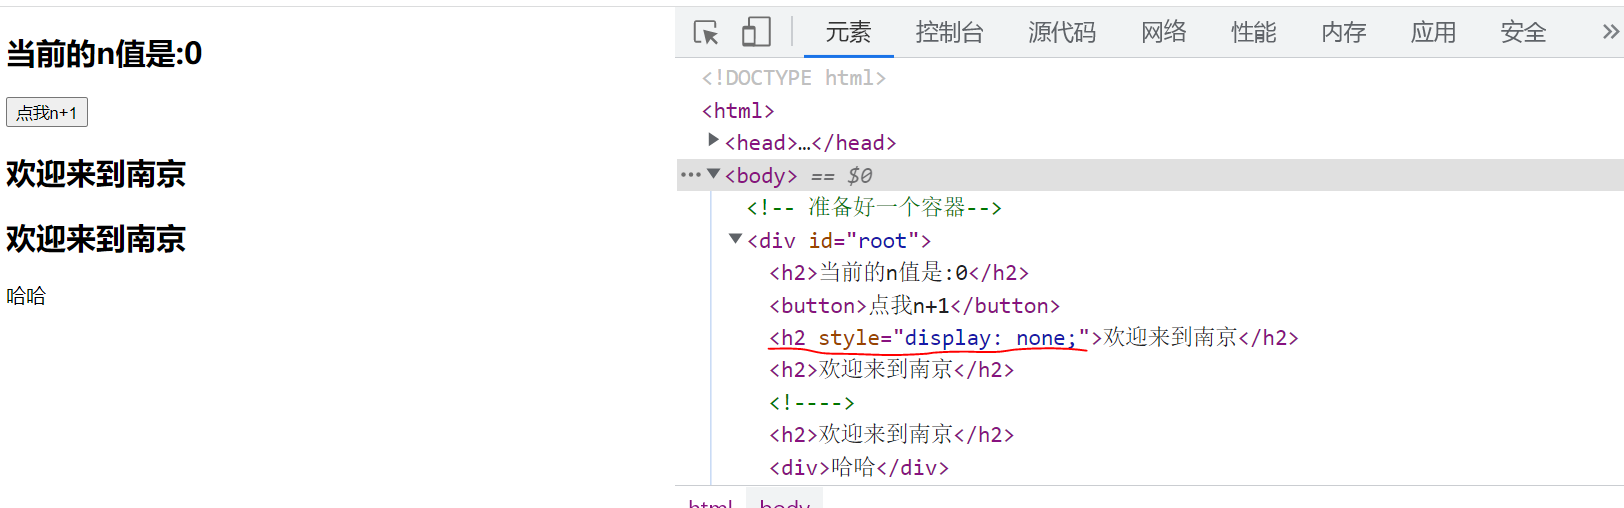 当前的n值是:0
点我n+1
欢迎来到南京
欢迎来到南京
哈哈
元素 控制台 源代码 网络 性能 内存 应用 安全 »
<!DOCTYPE html>
<html>
<head>…</head>
<body> == $0
<!-- 准备好一个容器-->
<div id="root">
<h2>当前的n值是:0</h2>
<button>点我n+1</button>
<h2 style="display: none;">欢迎来到南京</h2>
<h2>欢迎来到南京</h2>
<!---->
<h2>欢迎来到南京</h2>
<div>哈哈</div>
html body